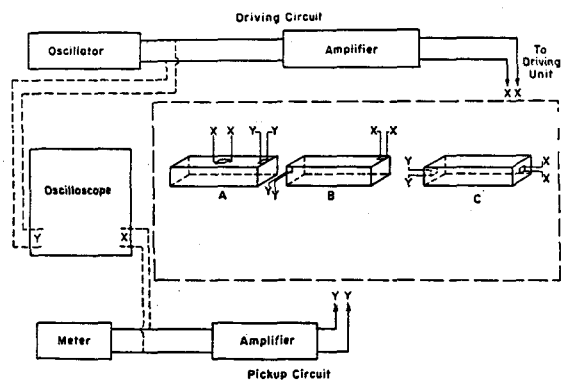 Driving Circuit
Oscillator
Amplifier
To
Driving
Unit
X X
X X Y Y X X
Y Y X X
A Y Y B C
Oscilloscope
Y X
Y Y
Meter
Amplifier
Pickup Circuit